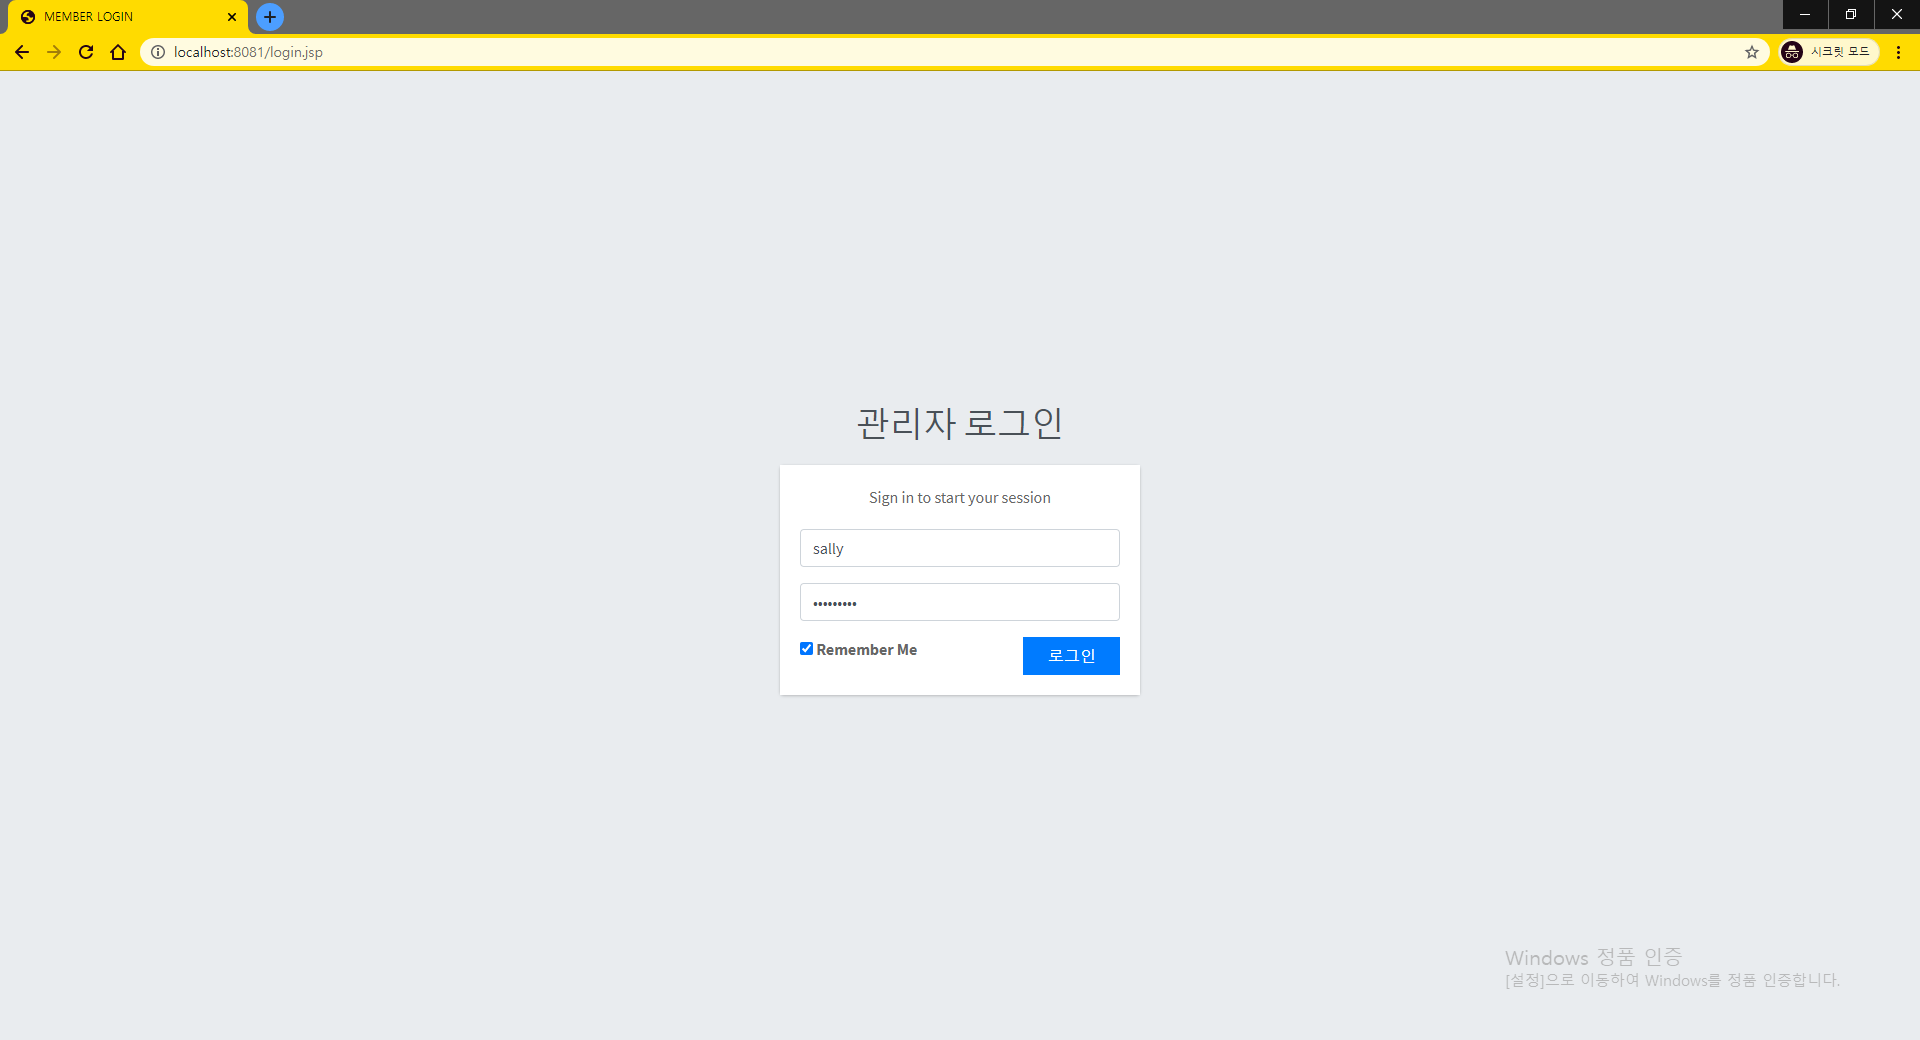 MEMBER LOGIN
localhost:8081/login.jsp
시크릿 모드
관리자 로그인
Sign in to start your session
sally
•••••••••
Remember Me
로그인
Windows 정품 인증
[설정]으로 이동하여 Windows를 정품 인증합니다.